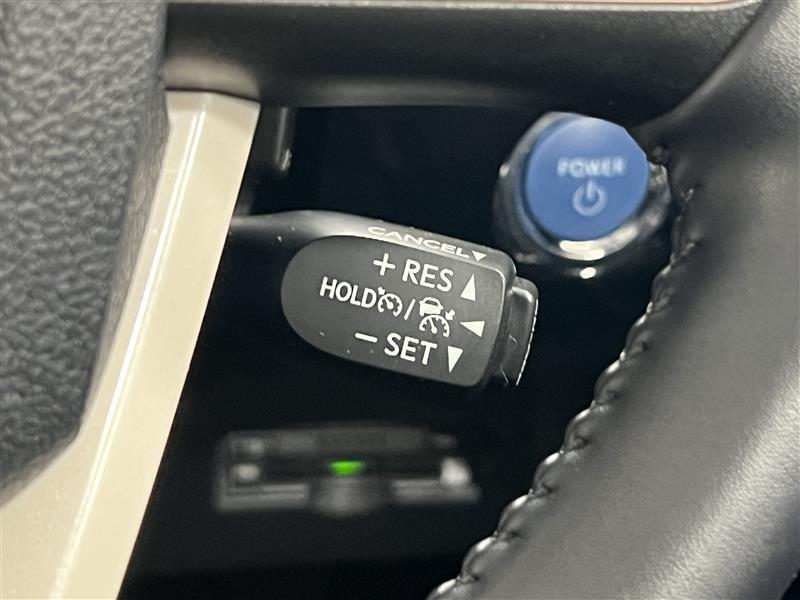 POWER
CANCEL▼
+ RES ▲
HOLD / ◀
− SET ▼